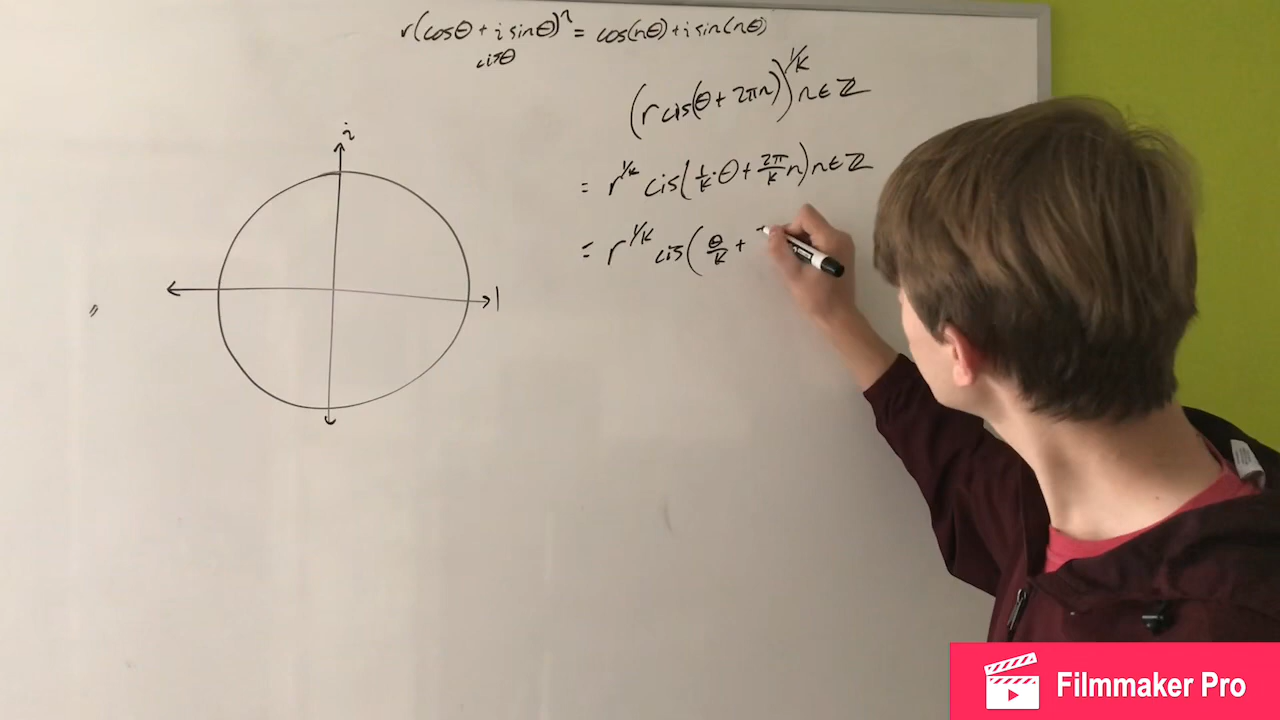 r(cosθ + i sinθ)ⁿ = cos(nθ) + i sin(nθ)
cisθ
(r cis(θ + 2πn))^1/k n ∈ ℤ
= r^1/k cis(1/k · θ + 2π/k n) n ∈ ℤ
= r^1/k cis(θ/k +
i
1
Filmmaker Pro